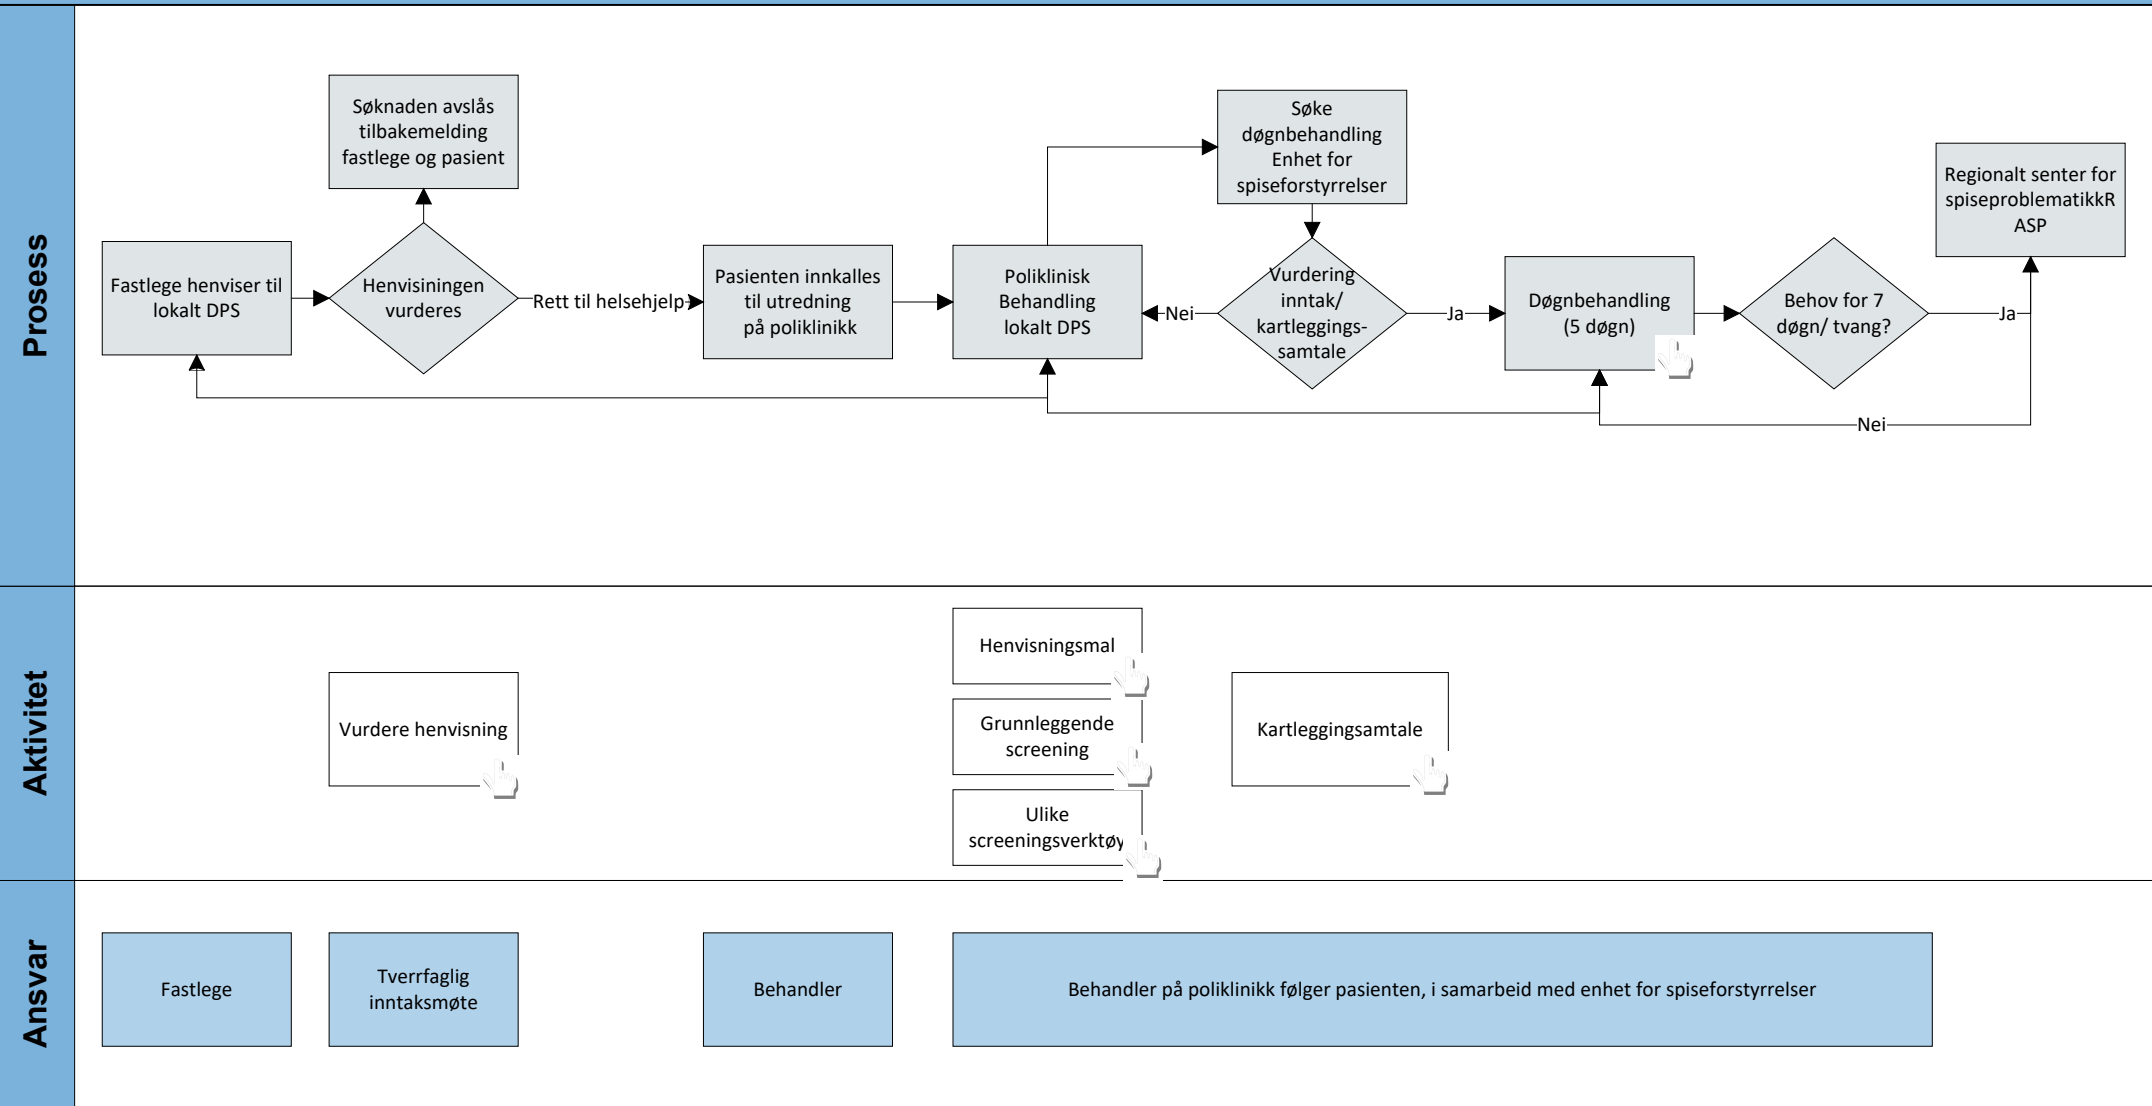 Prosess
Søknaden avslås
tilbakemelding
fastlege og pasient
Fastlege henviser til
lokalt DPS
Henvisiningen
vurderes
Rett til helsehjelp
Pasienten innkalles
til utredning
på poliklinikk
Poliklinisk
Behandling
lokalt DPS
Søke
døgnbehandling
Enhet for
spiseforstyrrelser
Nei
Vurdering
inntak/
kartleggings-
samtale
Ja
Døgnbehandling
(5 døgn)
Behov for 7
døgn/ tvang?
Ja
Regionalt senter for
spiseproblematikkR
ASP
Nei
Aktivitet
Vurdere henvisning
Henvisningsmal
Grunnleggende
screening
Ulike
screeningsverktøy
Kartleggingsamtale
Ansvar
Fastlege
Tverrfaglig
inntaksmøte
Behandler
Behandler på poliklinikk følger pasienten, i samarbeid med enhet for spiseforstyrrelser